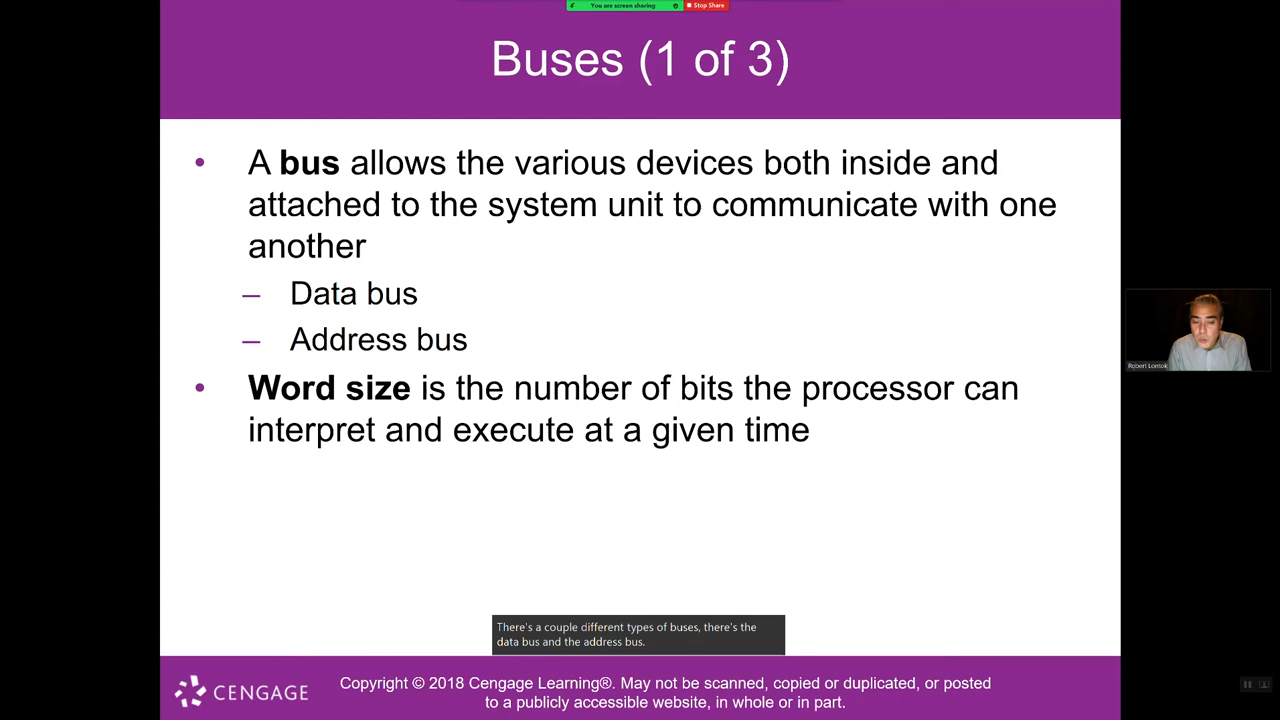 You are screen sharing
Stop Share
Buses (1 of 3)
• A bus allows the various devices both inside and
attached to the system unit to communicate with one
another
– Data bus
– Address bus
• Word size is the number of bits the processor can
interpret and execute at a given time
Robert Lontok
There's a couple different types of buses, there's the
data bus and the address bus.
CENGAGE
Copyright © 2018 Cengage Learning®. May not be scanned, copied or duplicated, or posted
to a publicly accessible website, in whole or in part.